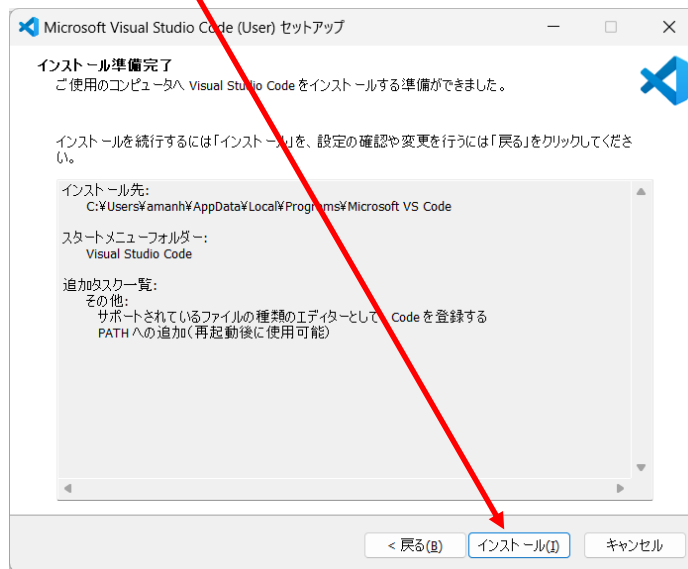 Microsoft Visual Studio Code (User) セットアップ
インストール準備完了
ご使用のコンピュータへ Visual Studio Code をインストールする準備ができました。
インストールを続行するには「インストール」を、設定の確認や変更を行うには「戻る」をクリックしてくださ
い。
インストール先:
C:¥Users¥amanh¥AppData¥Local¥Programs¥Microsoft VS Code
スタートメニューフォルダー:
Visual Studio Code
追加タスク一覧:
その他:
サポートされているファイルの種類のエディターとして、Code を登録する
PATH への追加(再起動後に使用可能)
< 戻る(B)
インストール(I)
キャンセル